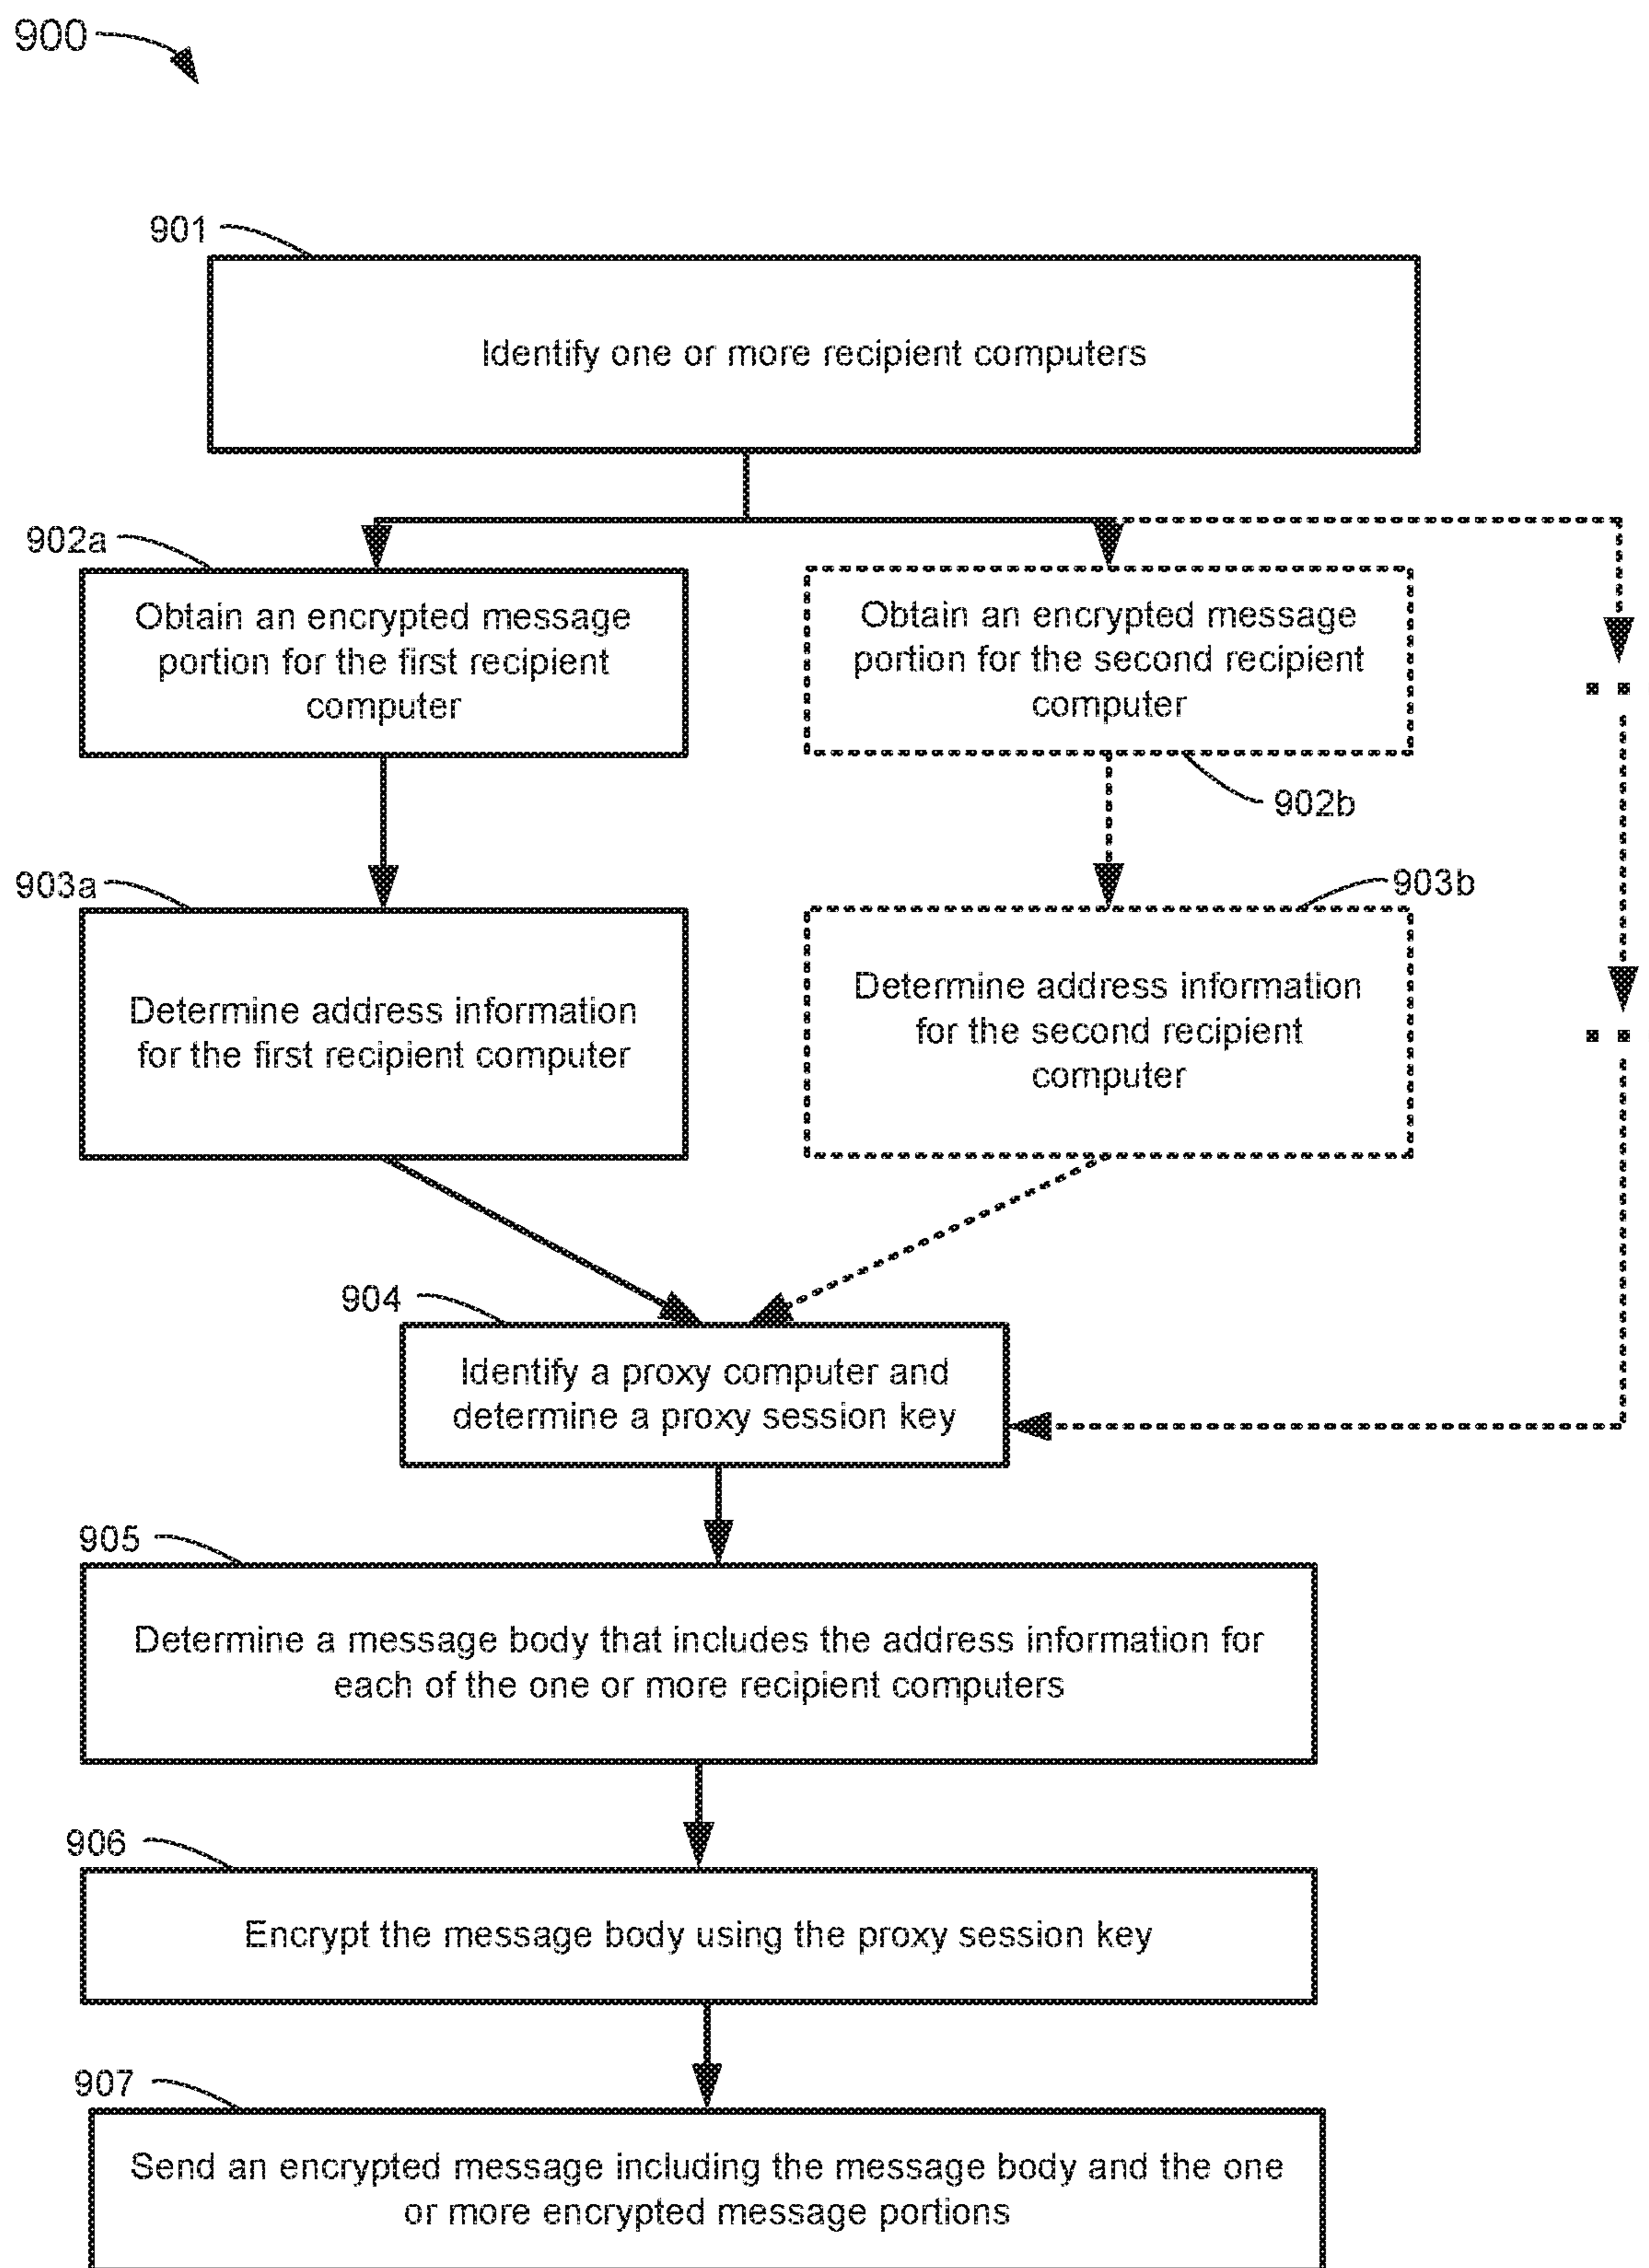 900
901
Identify one or more recipient computers
902a
Obtain an encrypted message
portion for the first recipient
computer
Obtain an encrypted message
portion for the second recipient
computer
902b
903a
903b
Determine address information
for the first recipient computer
Determine address information
for the second recipient
computer
904
Identify a proxy computer and
determine a proxy session key
905
Determine a message body that includes the address information for
each of the one or more recipient computers
906
Encrypt the message body using the proxy session key
907
Send an encrypted message including the message body and the one
or more encrypted message portions